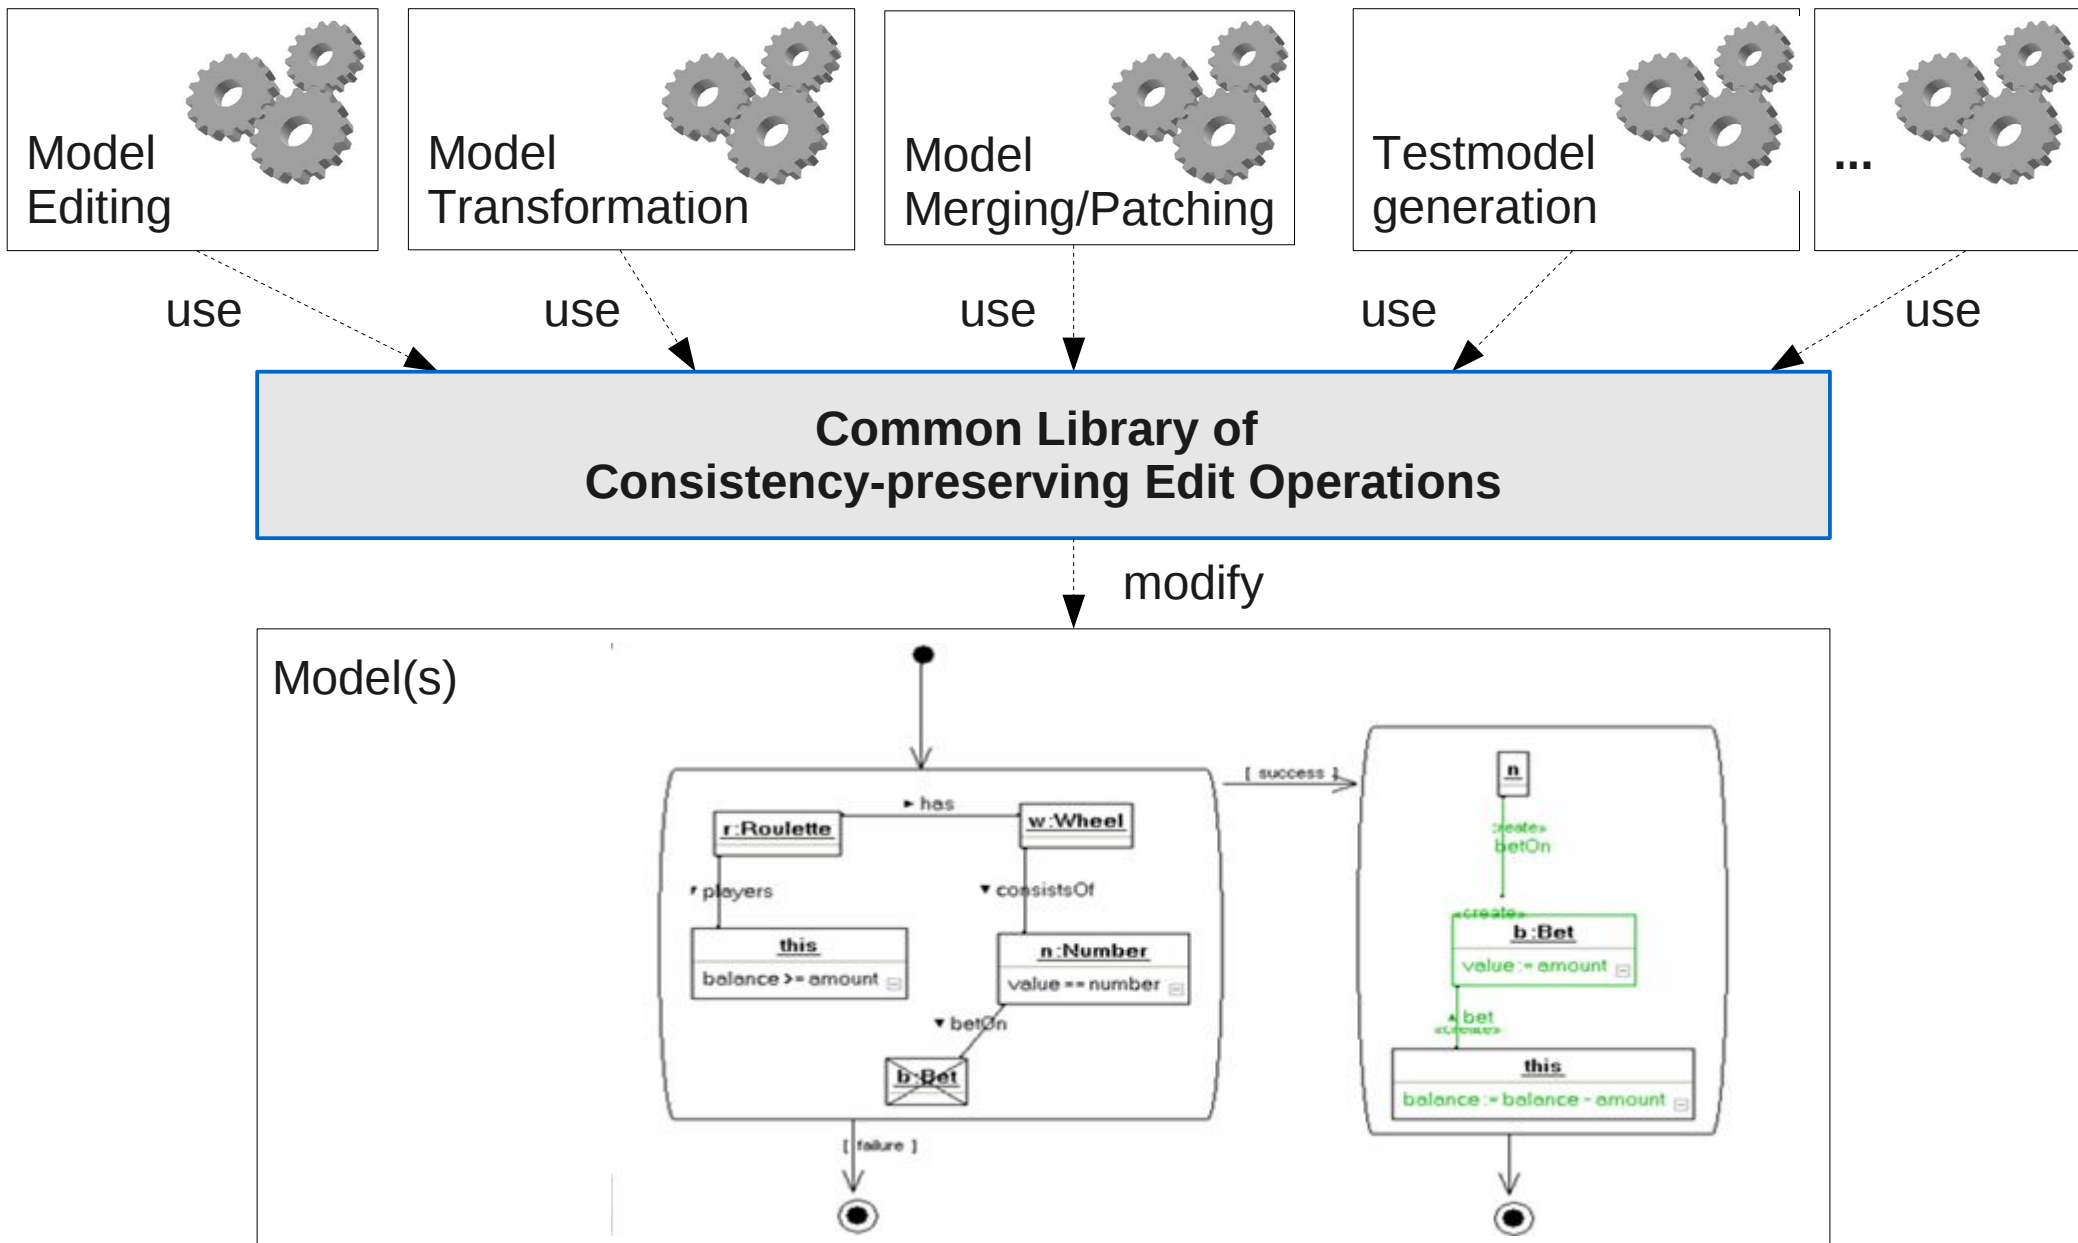 Model
Editing
Model
Transformation
Model
Merging/Patching
Testmodel
generation
...
use
use
use
use
use
Common Library of
Consistency-preserving Edit Operations
modify
Model(s)
[ success ]
n
► has
r:Roulette
w:Wheel
betOn
players
▼ consistsOf
«create»
b:Bet
value := amount
this
balance >= amount
n:Number
value == number
▼ betOn
▲ bet
«create»
b:Bet
this
balance := balance - amount
[ failure ]